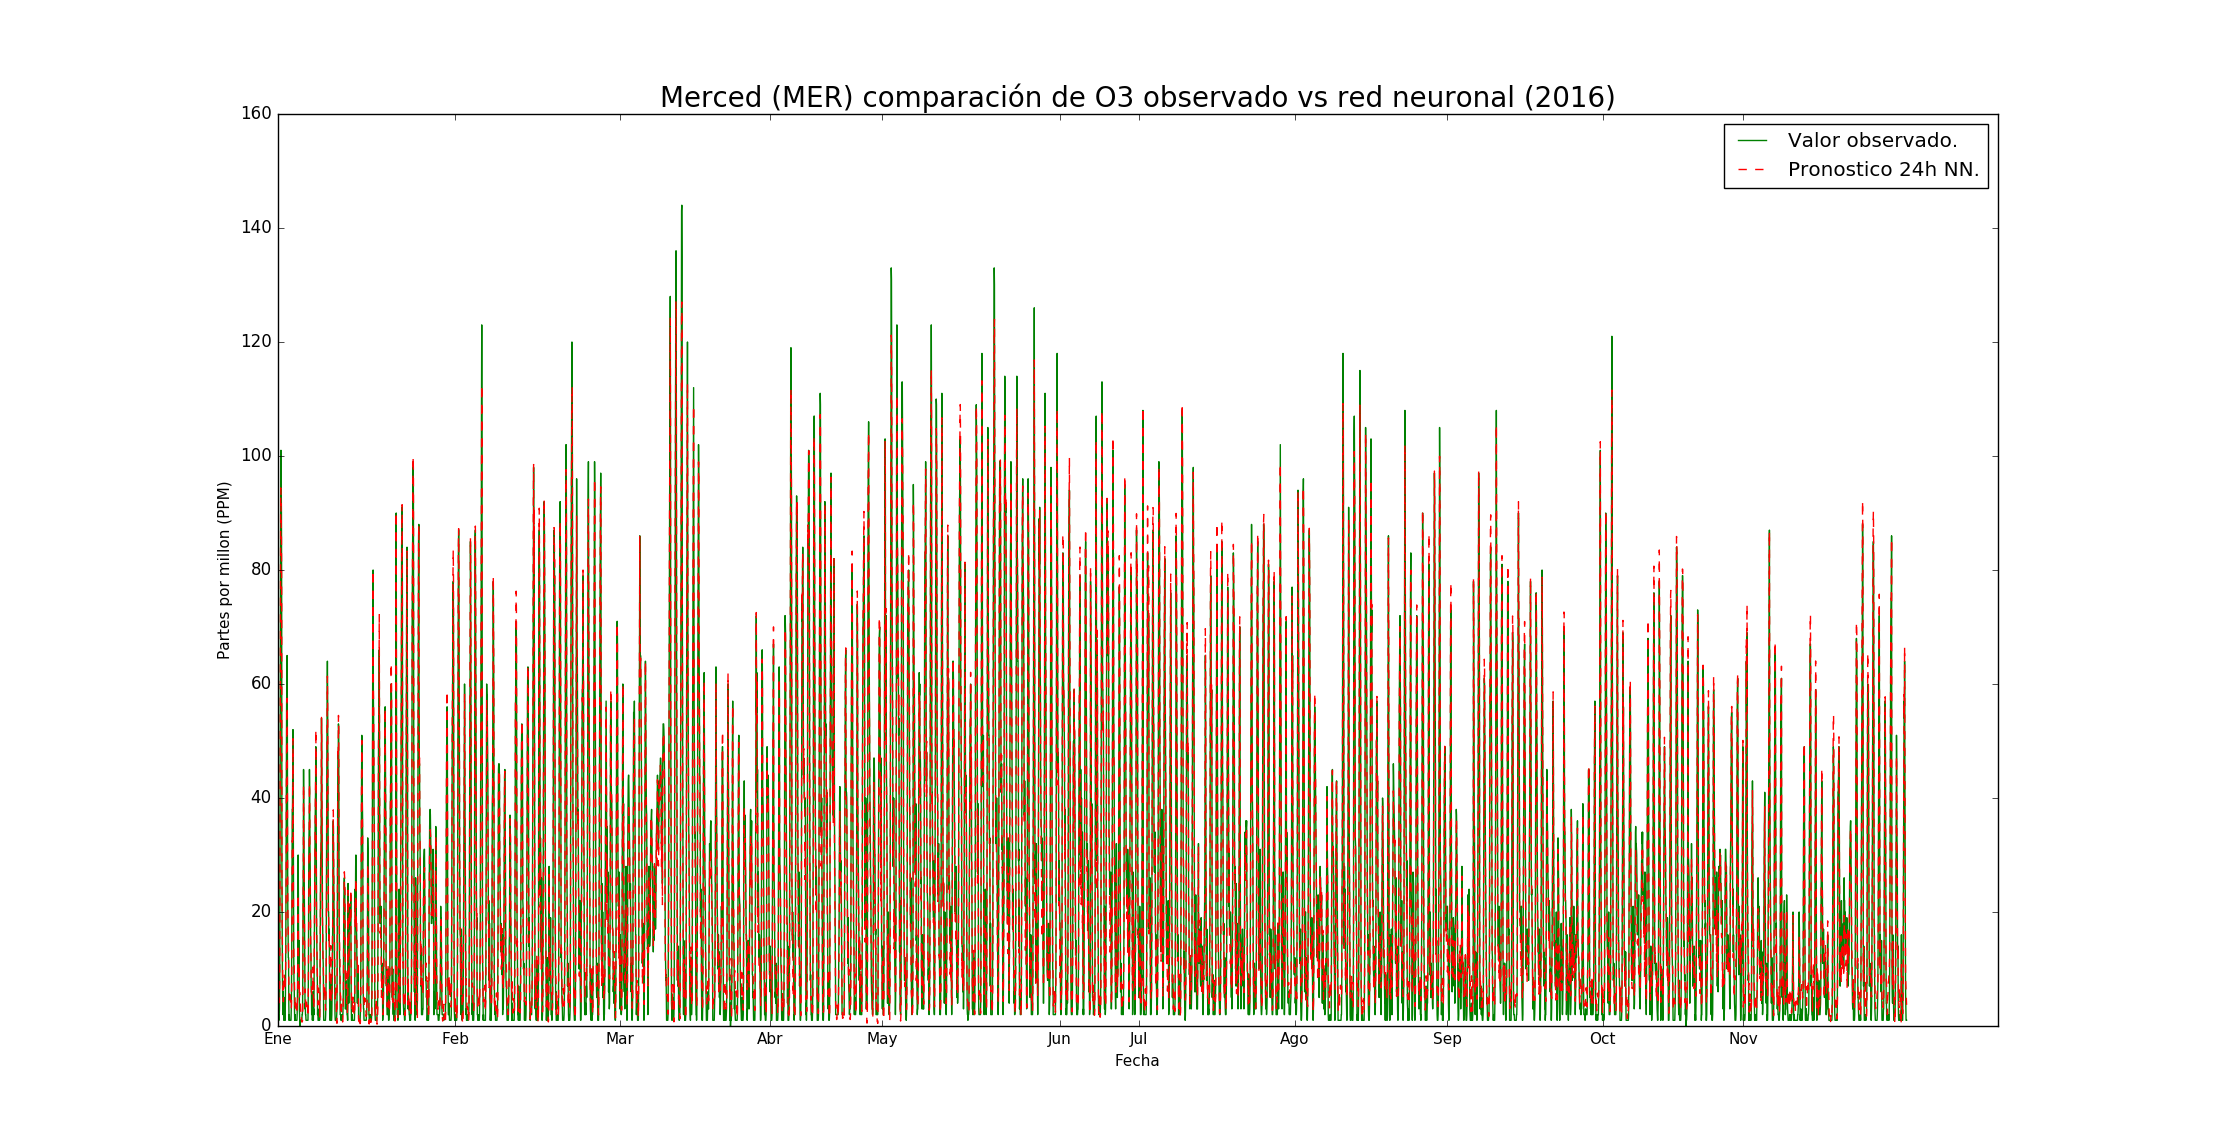 Merced (MER) comparación de O3 observado vs red neuronal (2016)
160
140
120
100
80
60
40
20
0
Partes por millon (PPM)
Valor observado.
Pronostico 24h NN.
Ene Feb Mar Abr May Jun Jul Ago Sep Oct Nov
Fecha